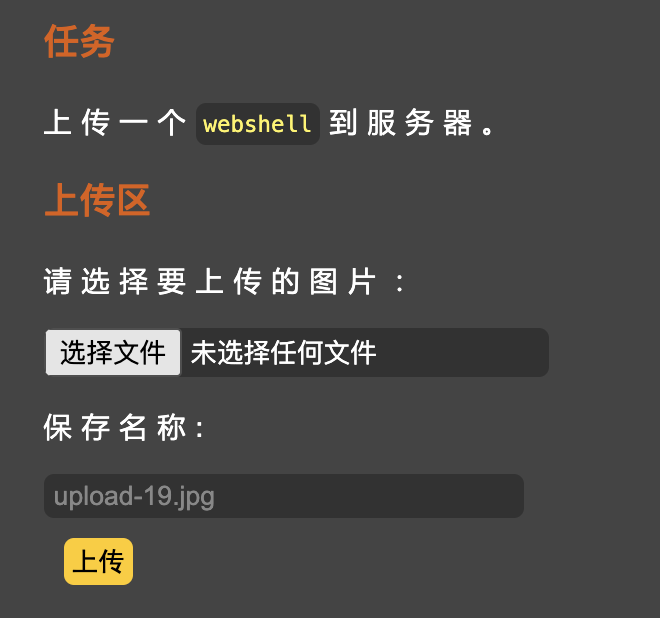 任务
上传一个 webshell 到服务器。
上传区
请选择要上传的图片：
选择文件 未选择任何文件
保存名称:
upload-19.jpg
上传